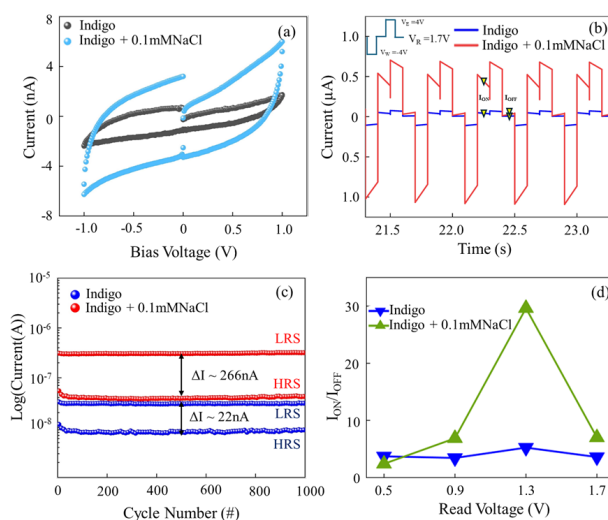 (a)
Indigo
Indigo + 0.1mMNaCl
Current (nA)
8
4
0
-4
-8
-1.0
-0.5
0
0.5
1.0
Bias Voltage (V)
(b)
V_E=4V
V_R = 1.7V
V_W=-4V
Indigo
Indigo + 0.1mMNaCl
I_ON
I_OFF
Current (µA)
1.0
0.5
0
0.5
1.0
21.5
22.0
22.5
23.0
Time (s)
(c)
Indigo
Indigo + 0.1mMNaCl
LRS
HRS
ΔI ~ 266nA
LRS
ΔI ~ 22nA
HRS
Log(Current(A))
10^-5
10^-6
10^-7
10^-8
0
200
400
600
800
1000
Cycle Number (#)
(d)
Indigo
Indigo + 0.1mMNaCl
I_ON/I_OFF
30
20
10
0
0.5
0.9
1.3
1.7
Read Voltage (V)